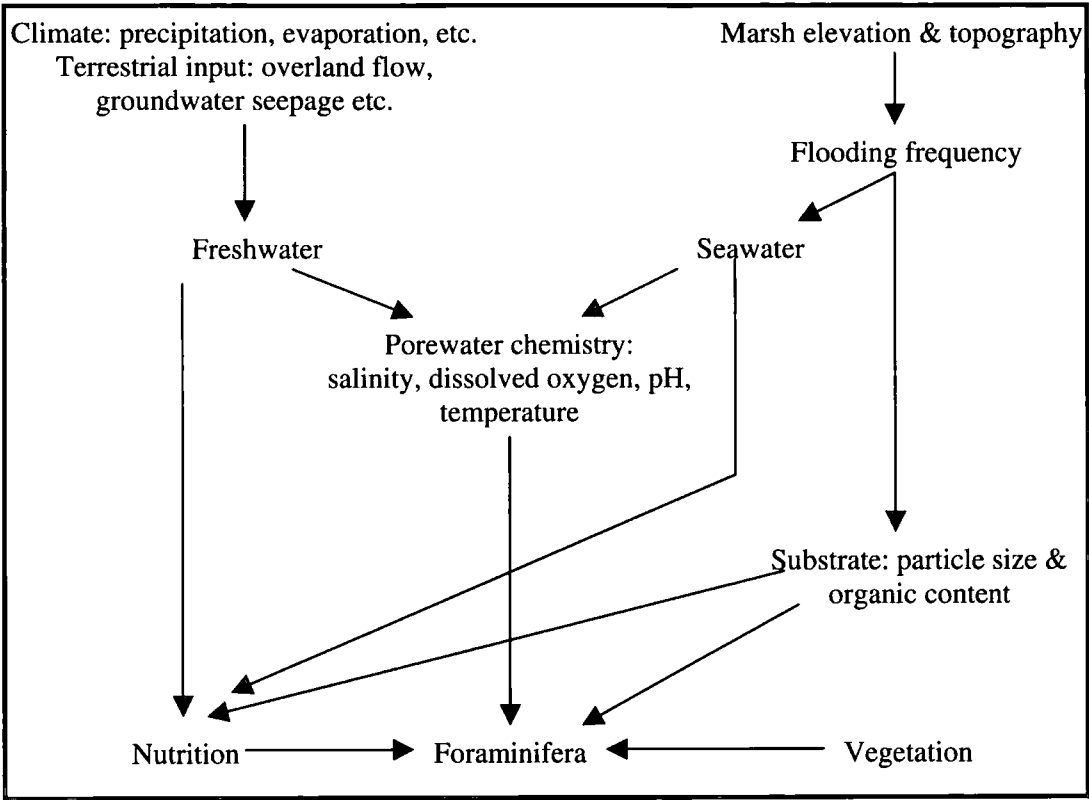 Climate: precipitation, evaporation, etc.
Terrestrial input: overland flow,
groundwater seepage etc.
Marsh elevation & topography
Flooding frequency
Freshwater
Seawater
Porewater chemistry:
salinity, dissolved oxygen, pH,
temperature
Substrate: particle size &
organic content
Nutrition
Foraminifera
Vegetation